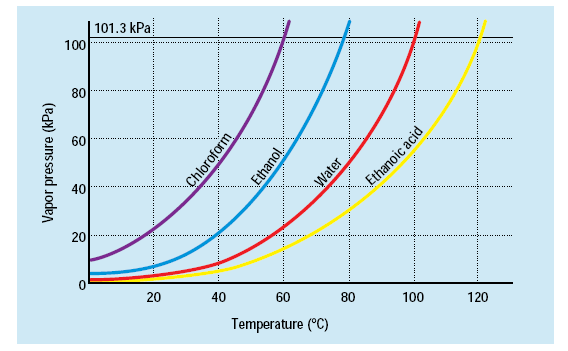 101.3 kPa
100
80
60
40
20
0
Vapor pressure (kPa)
Chloroform
Ethanol
Water
Ethanoic acid
20 40 60 80 100 120
Temperature (ºC)